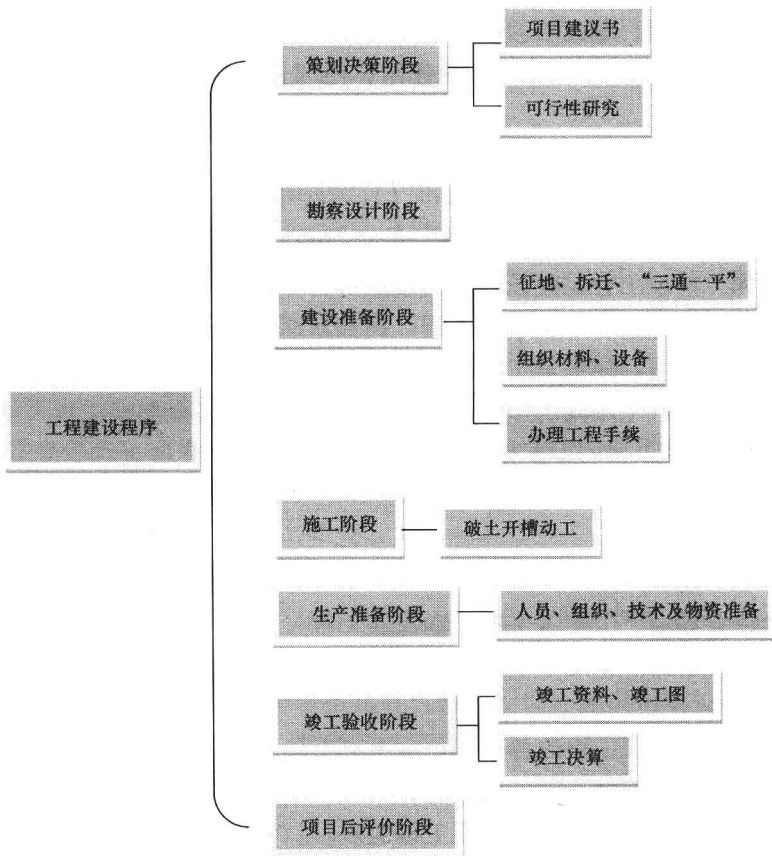 工程建设程序
策划决策阶段
项目建议书
可行性研究
勘察设计阶段
建设准备阶段
征地、拆迁、“三通一平”
组织材料、设备
办理工程手续
施工阶段
破土开槽动工
生产准备阶段
人员、组织、技术及物资准备
竣工验收阶段
竣工资料、竣工图
竣工决算
项目后评价阶段